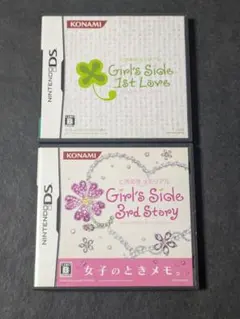 KONAMI
NINTENDO DS
Girl's Side
1st Love
KONAMI
NINTENDO DS
Girl's Side
3rd Story
女子のときメモ。